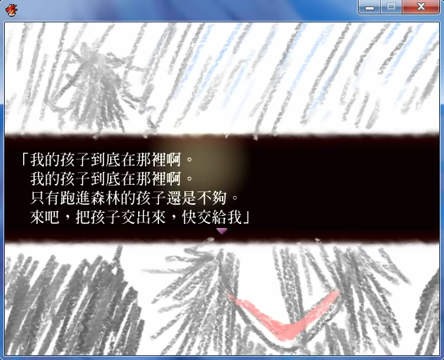 「我的孩子到底在那裡啊。
我的孩子到底在那裡啊。
只有跑進森林的孩子還是不夠。
來吧，把孩子交出來，快交給我」